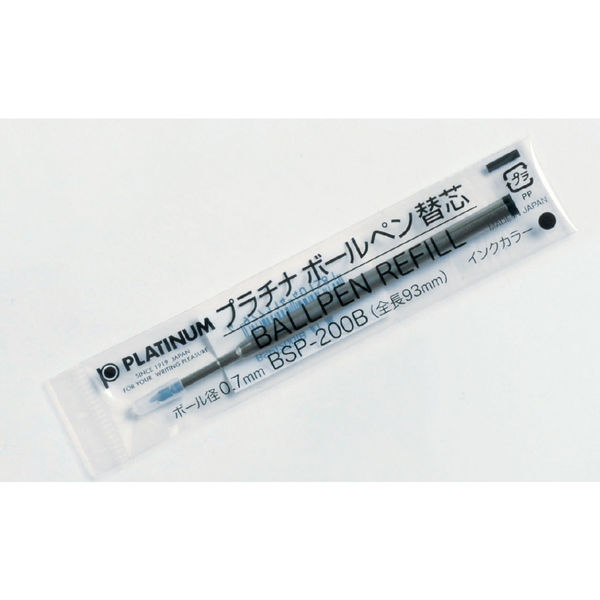 PLATINUM
SINCE 1919 JAPAN
FOR YOUR WRITING PLEASURE
プラチナ ボールペン替芯
BALLPEN REFILL
ボール径0.7mm BSP-200B (全長93mm)
インクカラー
プラ
PP
MADE IN JAPAN